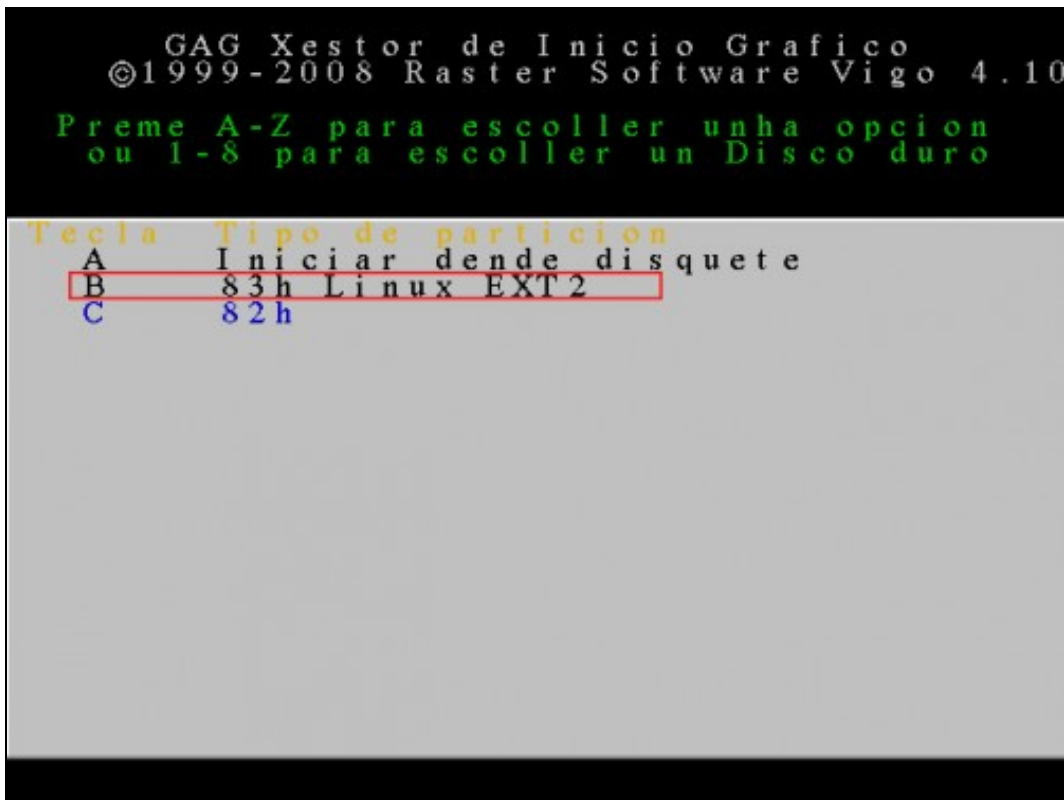 GAG Xestor de Inicio Grafico
©1999-2008 Raster Software Vigo 4.10
Preme A-Z para escoller unha opcion
ou 1-8 para escoller un Disco duro
Tecla Tipo de particion
A Iniciar dende disquete
B 83h Linux EXT2
C 82h